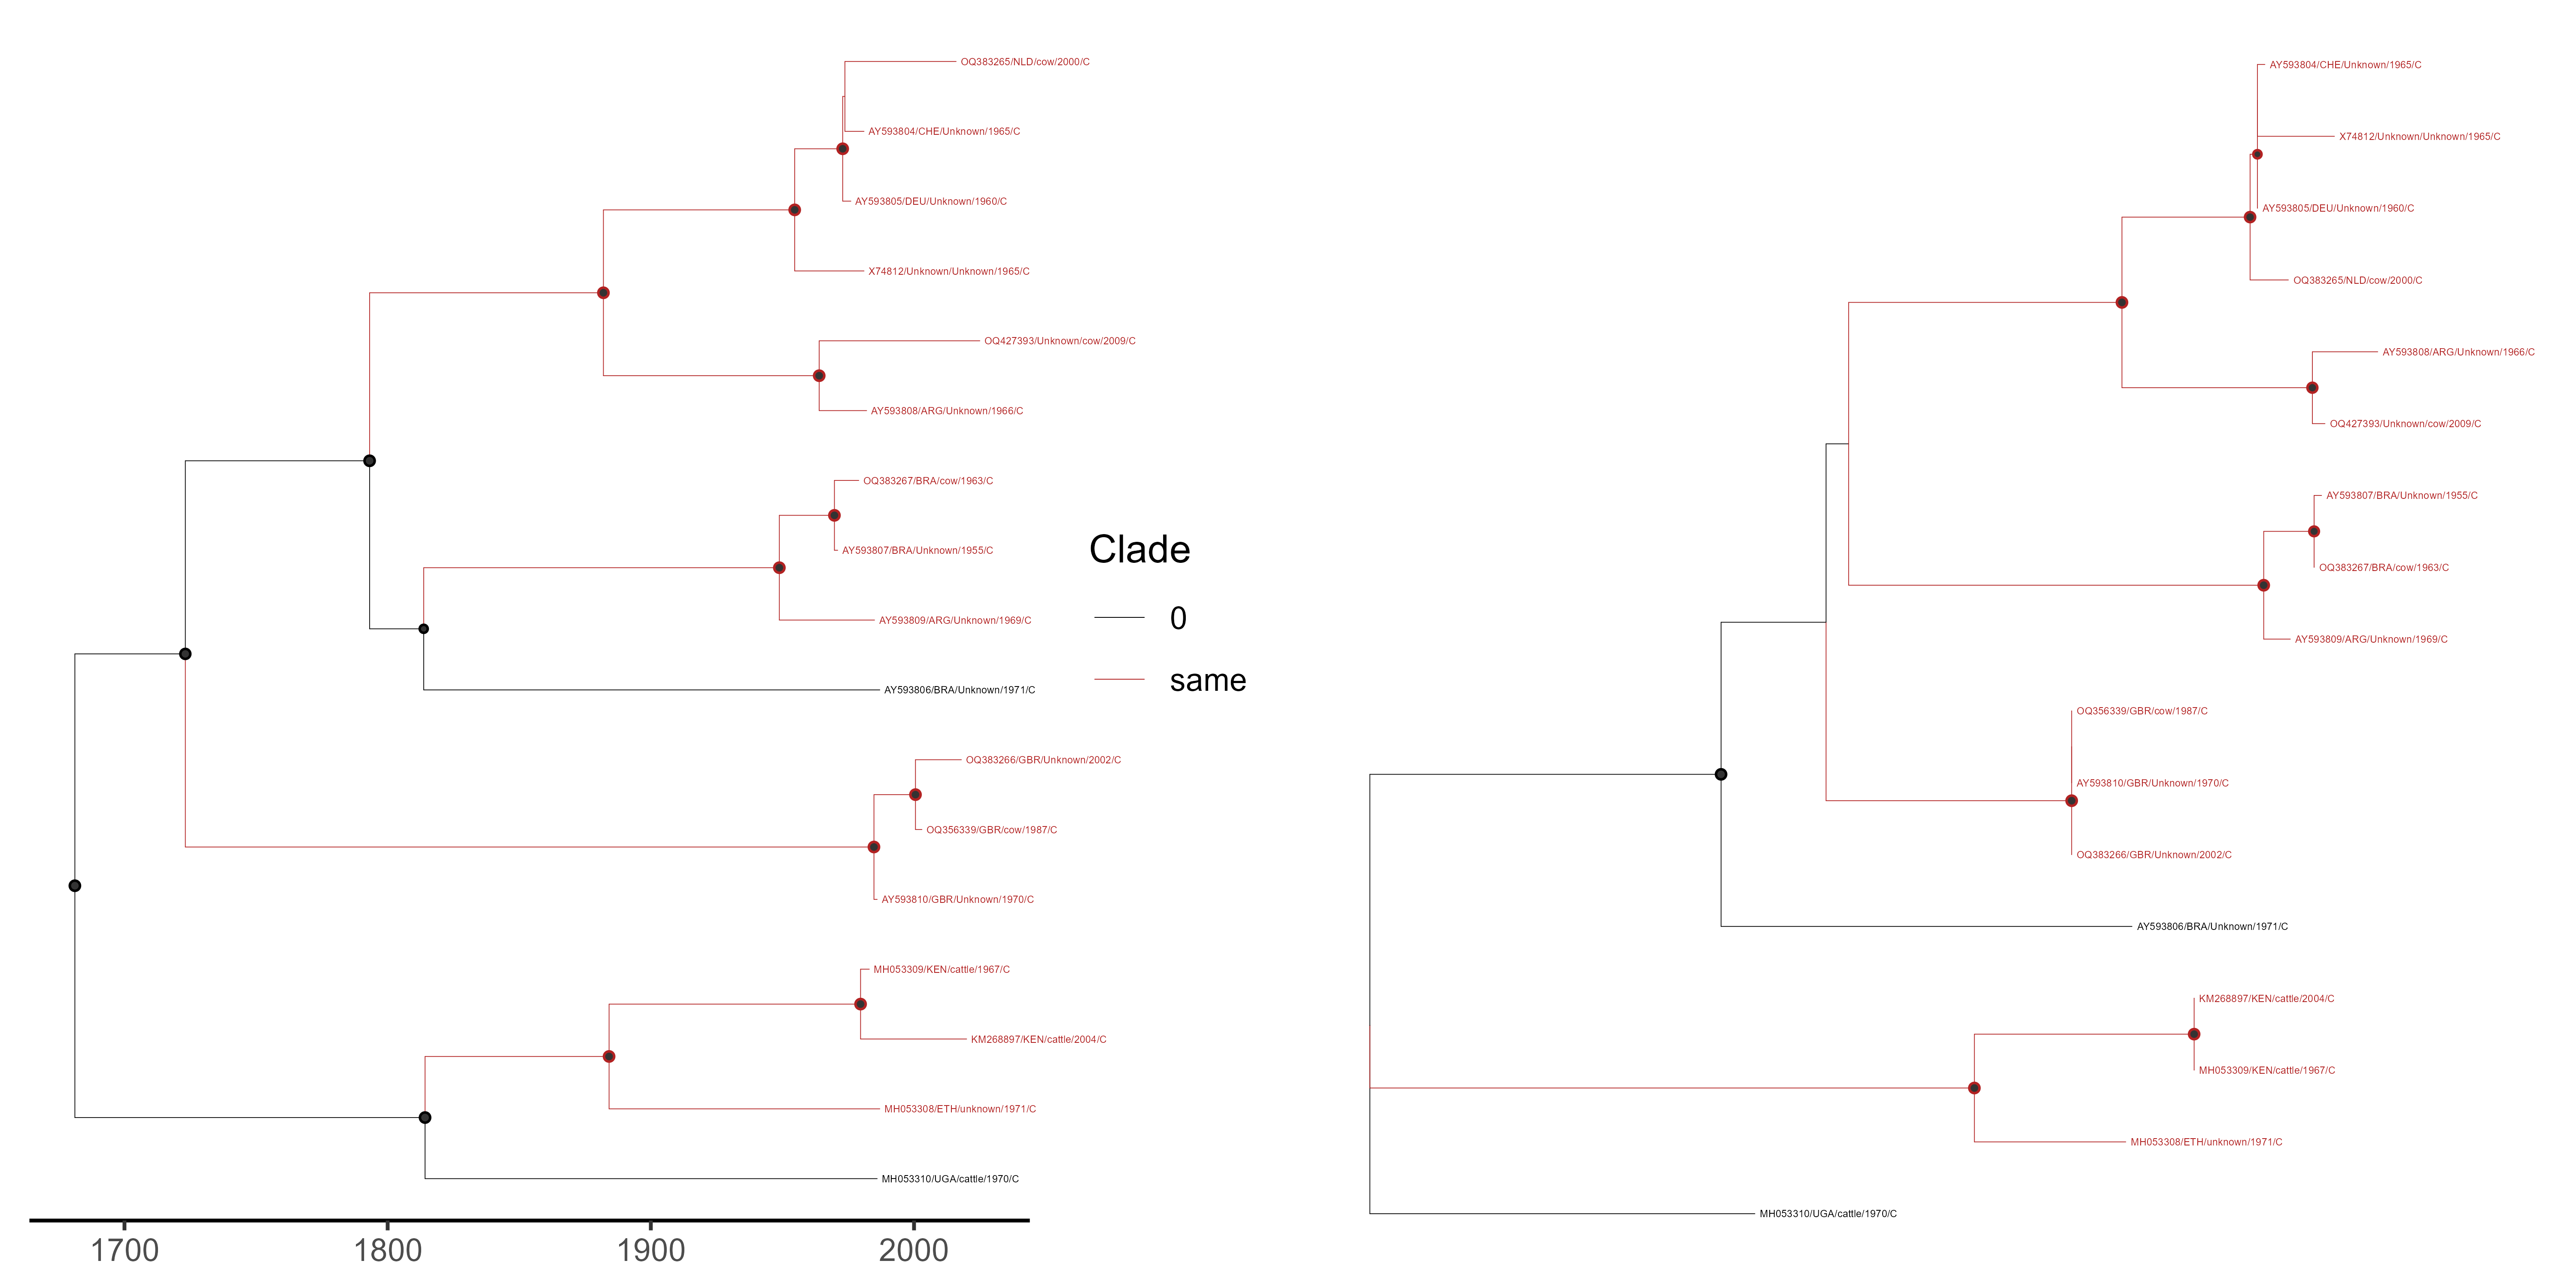 OQ383265/NLD/cow/2000/C
AY593804/CHE/Unknown/1965/C
AY593805/DEU/Unknown/1960/C
X74812/Unknown/Unknown/1965/C
OQ427393/Unknown/cow/2009/C
AY593808/ARG/Unknown/1966/C
OQ383267/BRA/cow/1963/C
AY593807/BRA/Unknown/1955/C
AY593809/ARG/Unknown/1969/C
AY593806/BRA/Unknown/1971/C
OQ383266/GBR/Unknown/2002/C
OQ356339/GBR/cow/1987/C
AY593810/GBR/Unknown/1970/C
MH053309/KEN/cattle/1967/C
KM268897/KEN/cattle/2004/C
MH053308/ETH/unknown/1971/C
MH053310/UGA/cattle/1970/C
1700 1800 1900 2000
Clade
0
same
AY593804/CHE/Unknown/1965/C
X74812/Unknown/Unknown/1965/C
AY593805/DEU/Unknown/1960/C
OQ383265/NLD/cow/2000/C
AY593808/ARG/Unknown/1966/C
OQ427393/Unknown/cow/2009/C
AY593807/BRA/Unknown/1955/C
OQ383267/BRA/cow/1963/C
AY593809/ARG/Unknown/1969/C
OQ356339/GBR/cow/1987/C
AY593810/GBR/Unknown/1970/C
OQ383266/GBR/Unknown/2002/C
AY593806/BRA/Unknown/1971/C
KM268897/KEN/cattle/2004/C
MH053309/KEN/cattle/1967/C
MH053308/ETH/unknown/1971/C
MH053310/UGA/cattle/1970/C